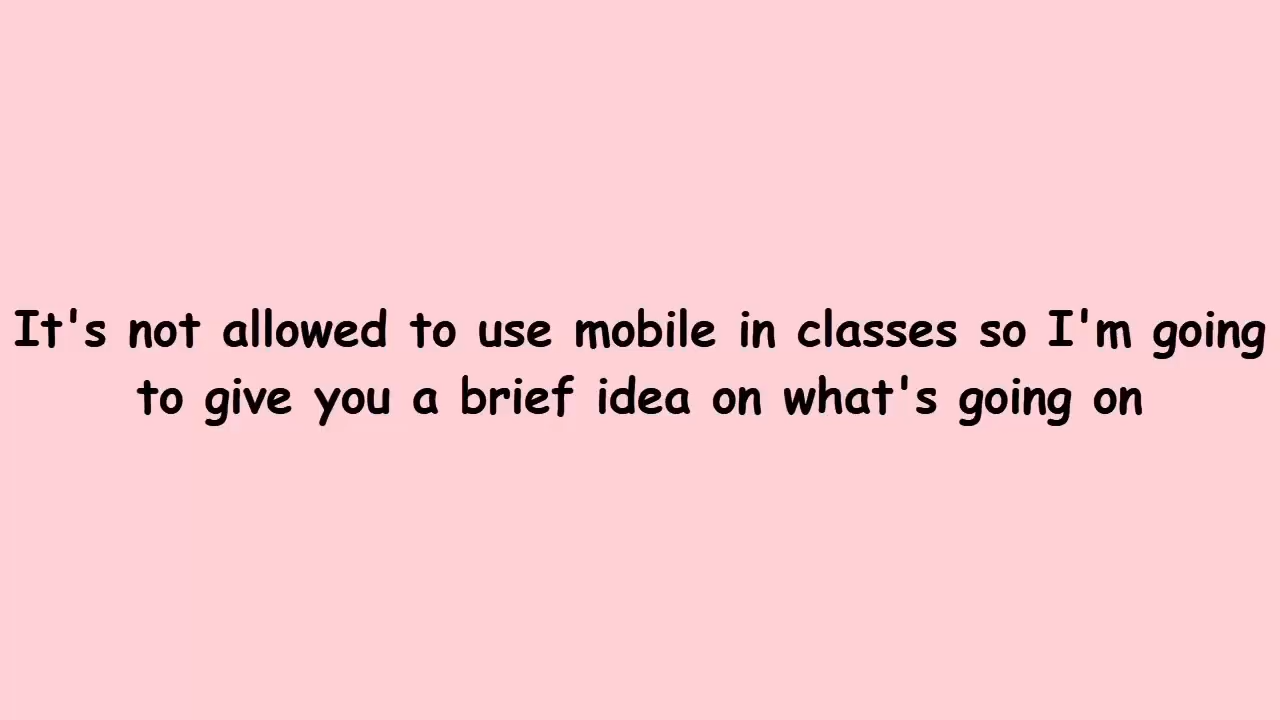 It's not allowed to use mobile in classes so I'm going
to give you a brief idea on what's going on